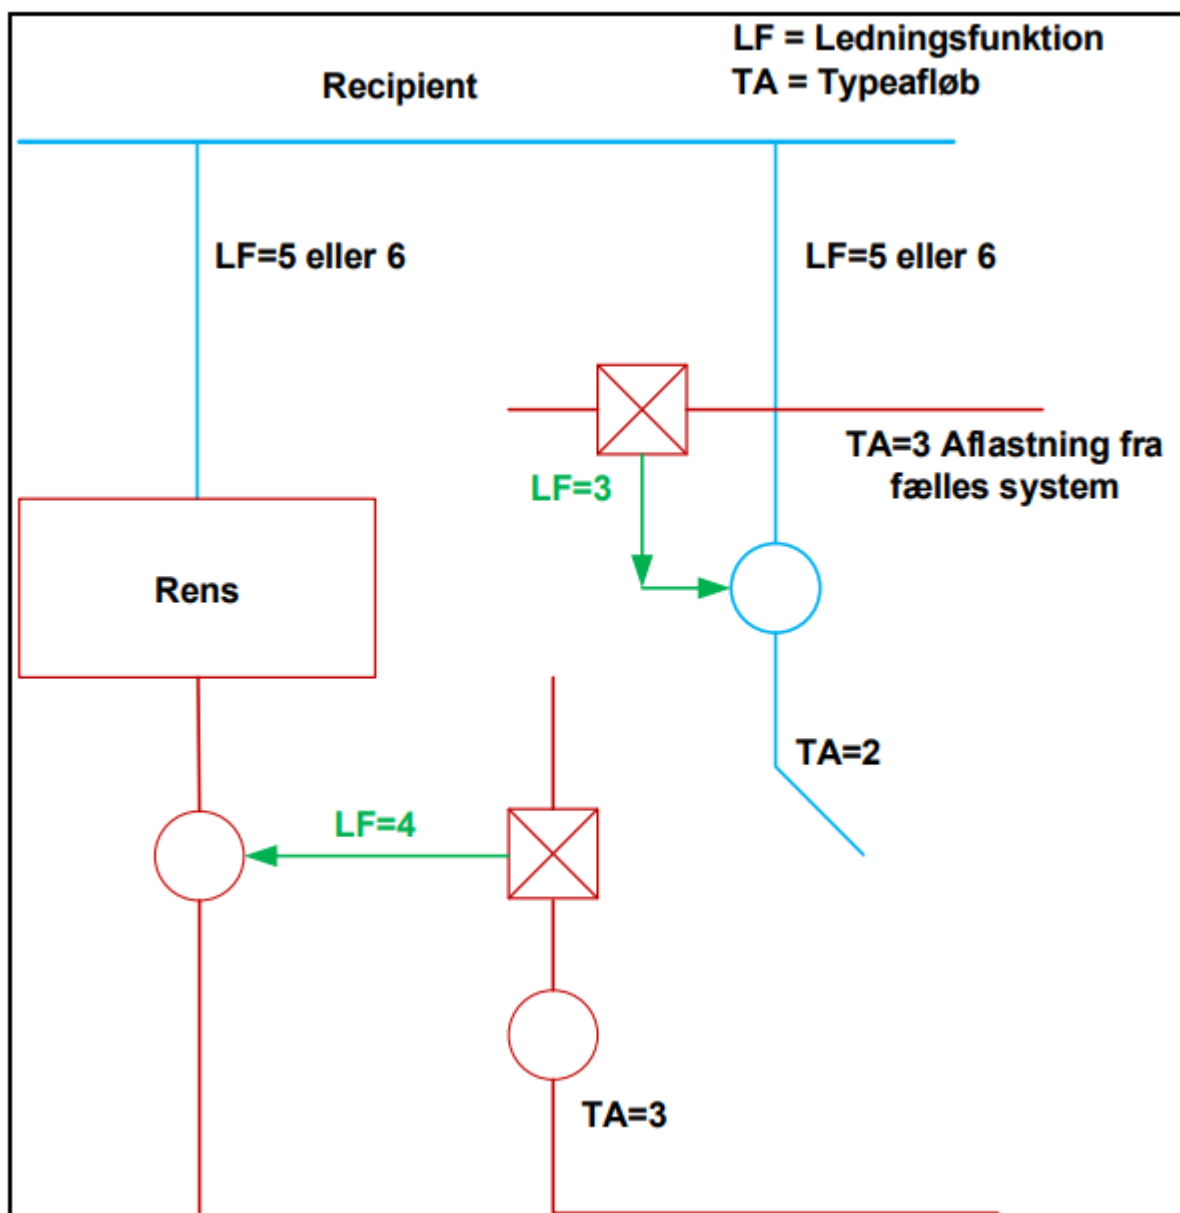 LF = Ledningsfunktion
TA = Typeafløb
Recipient
LF=5 eller 6
LF=5 eller 6
TA=3 Aflastning fra
fælles system
LF=3
Rens
TA=2
LF=4
TA=3